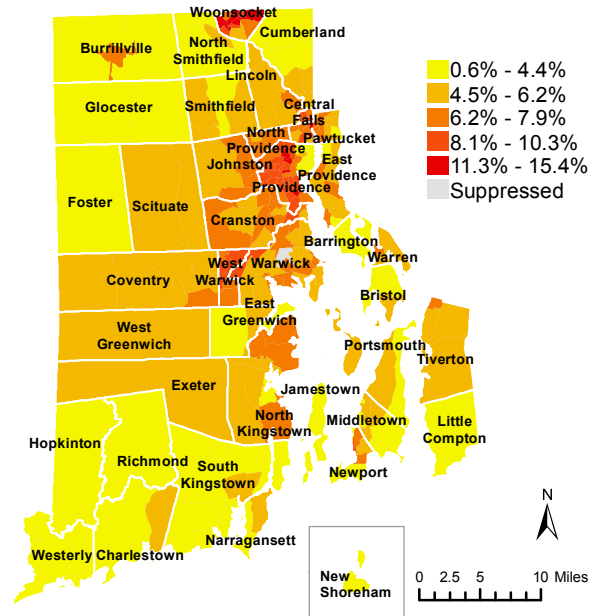 Woonsocket
Cumberland
Burrillville
North
Smithfield
Lincoln
Glocester
Smithfield
Central
Falls
North
Providence
Pawtucket
Johnston
East
Providence
Providence
Foster
Scituate
Cranston
Barrington
Warren
West
Warwick
Warwick
Coventry
Bristol
East
Greenwich
West
Greenwich
Portsmouth
Tiverton
Exeter
Jamestown
North
Kingstown
Middletown
Little
Compton
Hopkinton
Richmond
South
Kingstown
Newport
Narragansett
Westerly
Charlestown
New
Shoreham
0.6% - 4.4%
4.5% - 6.2%
6.2% - 7.9%
8.1% - 10.3%
11.3% - 15.4%
Suppressed
N
0 2.5 5 10 Miles